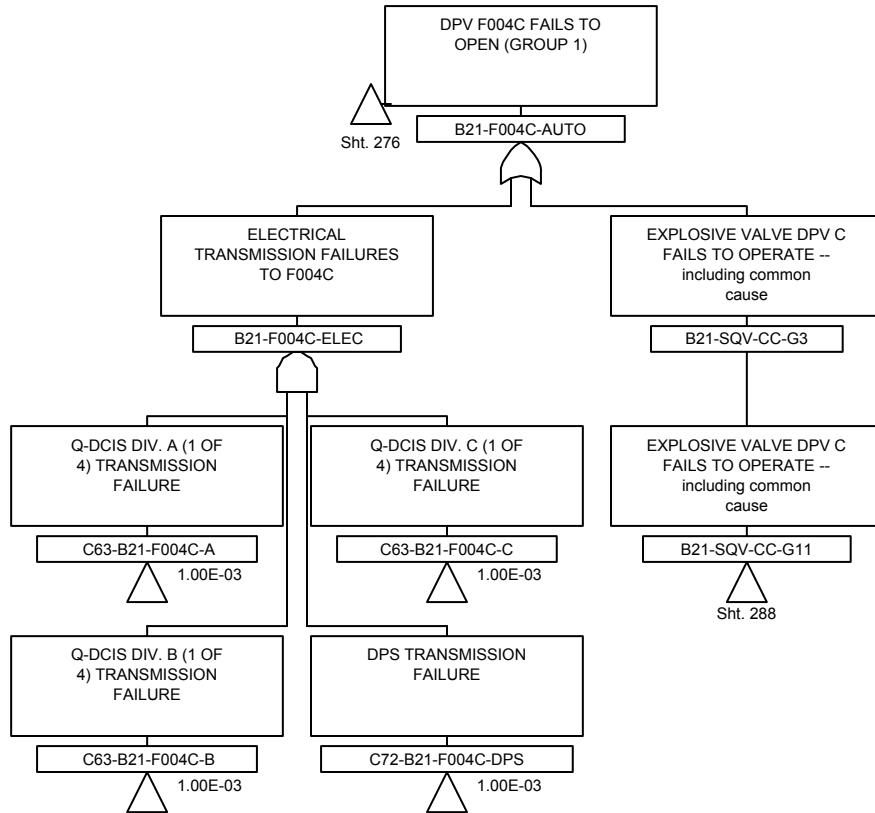 DPV F004C FAILS TO
OPEN (GROUP 1)
Sht. 276
B21-F004C-AUTO
ELECTRICAL
TRANSMISSION FAILURES
TO F004C
B21-F004C-ELEC
EXPLOSIVE VALVE DPV C
FAILS TO OPERATE --
including common
cause
B21-SQV-CC-G3
Q-DCIS DIV. A (1 OF
4) TRANSMISSION
FAILURE
C63-B21-F004C-A
1.00E-03
Q-DCIS DIV. C (1 OF
4) TRANSMISSION
FAILURE
C63-B21-F004C-C
1.00E-03
EXPLOSIVE VALVE DPV C
FAILS TO OPERATE --
including common
cause
B21-SQV-CC-G11
Sht. 288
Q-DCIS DIV. B (1 OF
4) TRANSMISSION
FAILURE
C63-B21-F004C-B
1.00E-03
DPS TRANSMISSION
FAILURE
C72-B21-F004C-DPS
1.00E-03